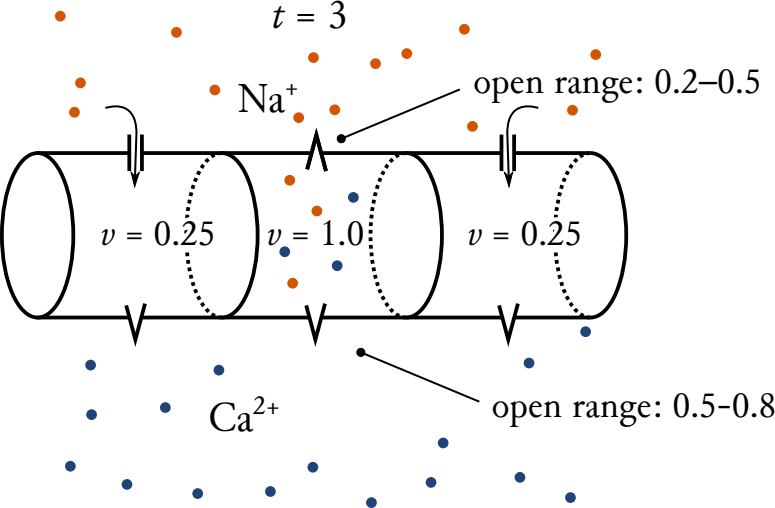 t = 3
open range: 0.2–0.5
Na⁺
v = 0.25
v = 1.0
v = 0.25
open range: 0.5-0.8
Ca²⁺